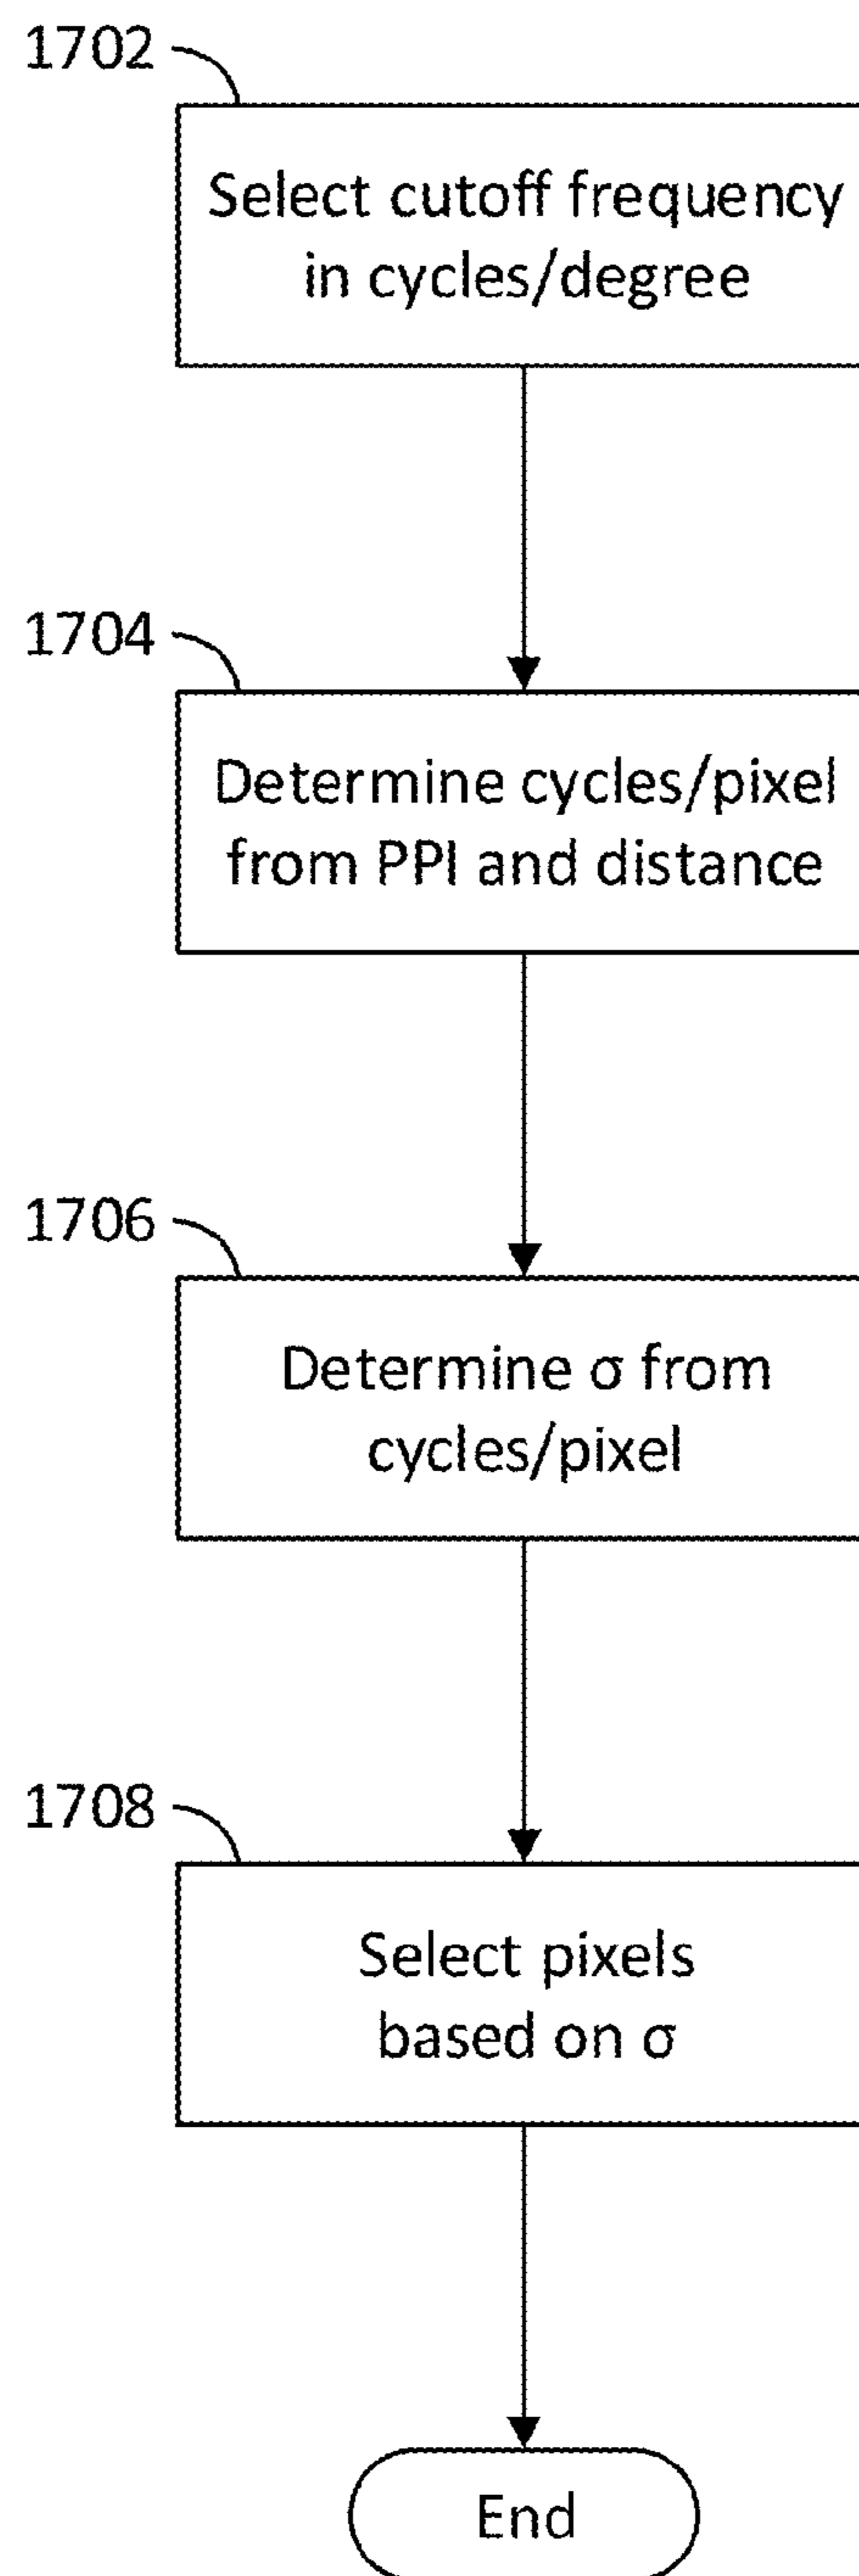 1702
Select cutoff frequency
in cycles/degree
1704
Determine cycles/pixel
from PPI and distance
1706
Determine σ from
cycles/pixel
1708
Select pixels
based on σ
End